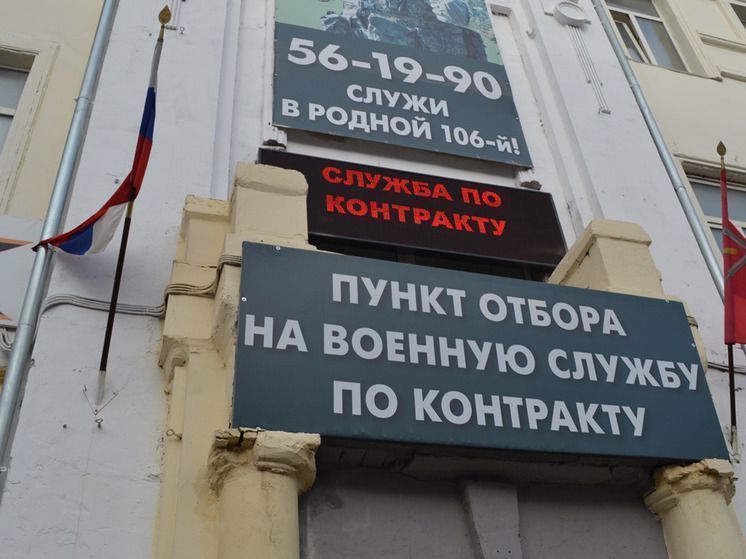 56-19-90
СЛУЖИ
В РОДНОЙ 106-й!
СЛУЖБА ПО
КОНТРАКТУ
ПУНКТ ОТБОРА
НА ВОЕННУЮ СЛУЖБУ
ПО КОНТРАКТУ